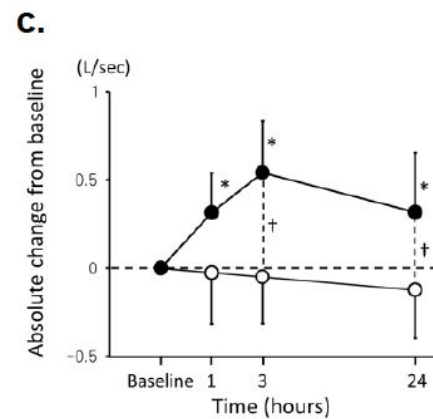 C.
(L/sec)
Absolute change from baseline
1
0.5
0
−0.5
*
*
*
†
†
Baseline 1 3 24
Time (hours)